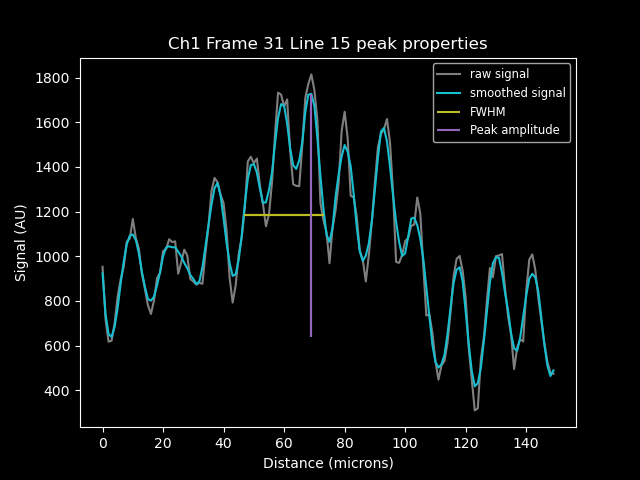 Ch1 Frame 31 Line 15 peak properties
raw signal
smoothed signal
FWHM
Peak amplitude
Signal (AU)
1800
1600
1400
1200
1000
800
600
400
0 20 40 60 80 100 120 140
Distance (microns)